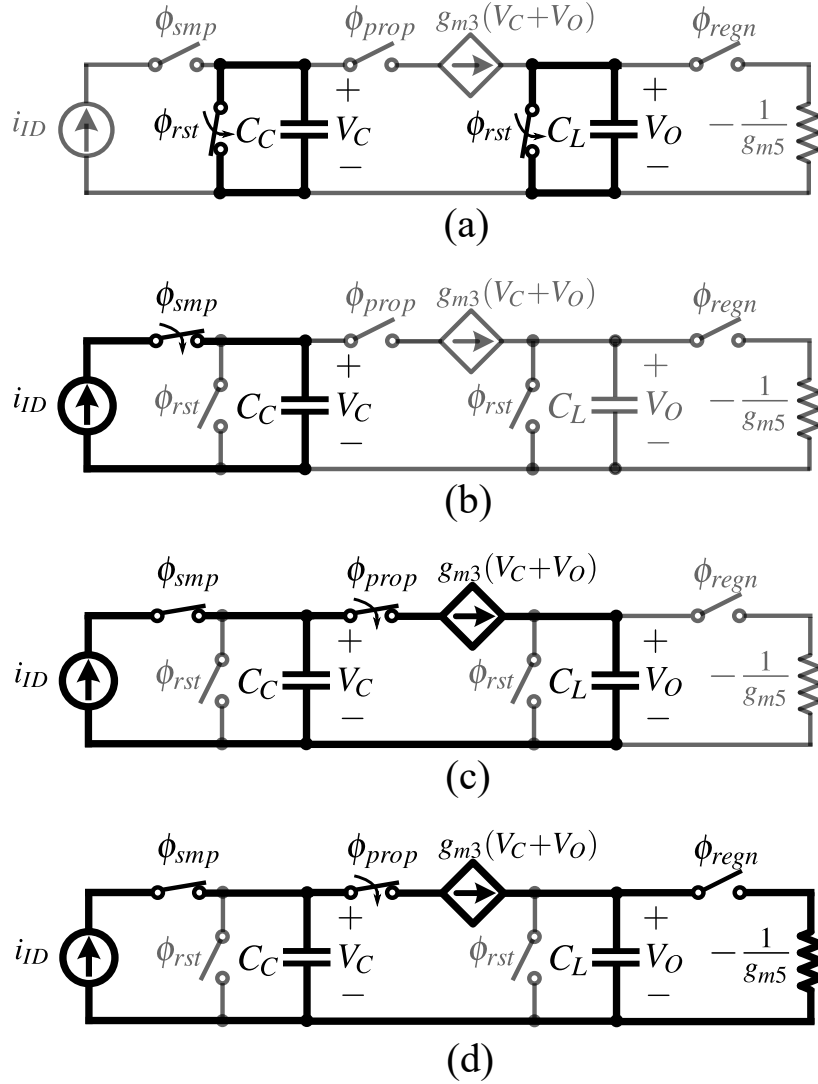 ϕsmp ϕprop gm3(VC+VO) ϕregn
iID ϕrst CC + VC − ϕrst CL + VO − − 1/gm5
(a)
ϕsmp ϕprop gm3(VC+VO) ϕregn
iID ϕrst CC + VC − ϕrst CL + VO − − 1/gm5
(b)
ϕsmp ϕprop gm3(VC+VO) ϕregn
iID ϕrst CC + VC − ϕrst CL + VO − − 1/gm5
(c)
ϕsmp ϕprop gm3(VC+VO) ϕregn
iID ϕrst CC + VC − ϕrst CL + VO − − 1/gm5
(d)